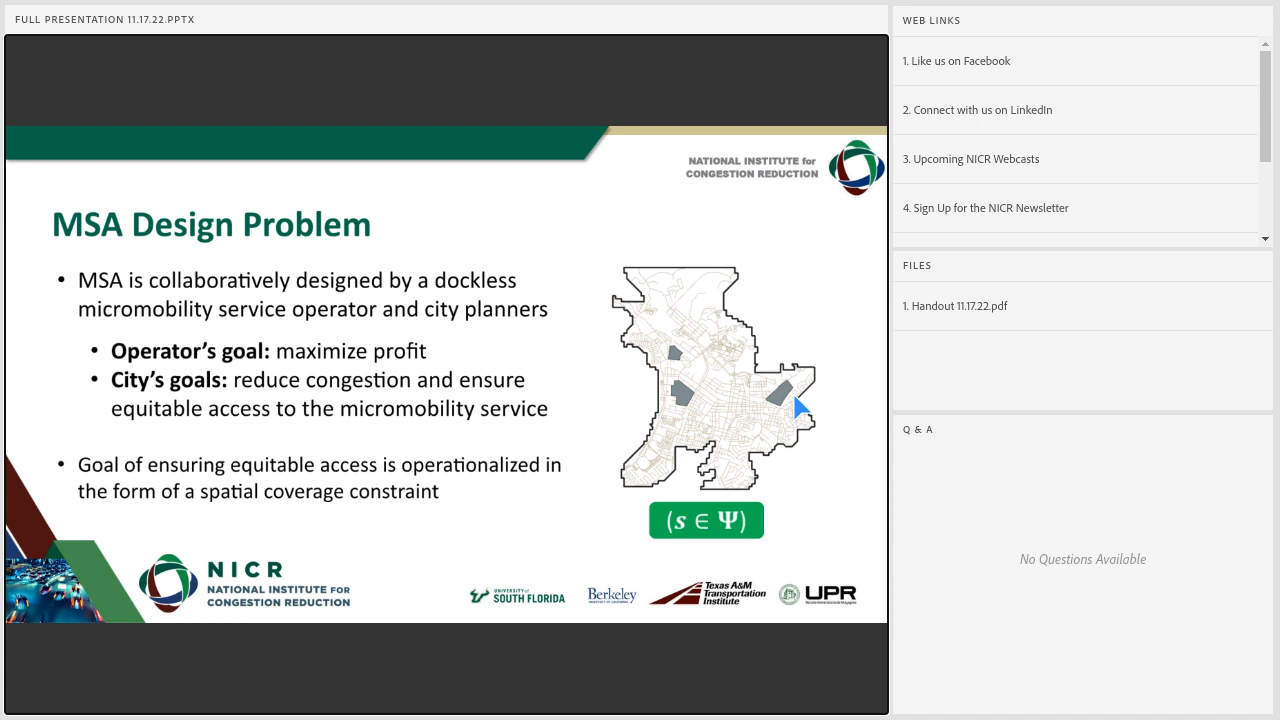 FULL PRESENTATION 11.17.22.PPTX
NATIONAL INSTITUTE for
CONGESTION REDUCTION
MSA Design Problem
• MSA is collaboratively designed by a dockless
micromobility service operator and city planners
• Operator's goal: maximize profit
• City's goals: reduce congestion and ensure
equitable access to the micromobility service
• Goal of ensuring equitable access is operationalized in
the form of a spatial coverage constraint
(s ∈ Ψ)
NICR
NATIONAL INSTITUTE FOR
CONGESTION REDUCTION
UNIVERSITY of
SOUTH FLORIDA
Berkeley
UNIVERSITY OF CALIFORNIA
Texas A&M
Transportation
Institute
UPR
WEB LINKS
1. Like us on Facebook
2. Connect with us on LinkedIn
3. Upcoming NICR Webcasts
4. Sign Up for the NICR Newsletter
FILES
1. Handout 11.17.22.pdf
Q & A
No Questions Available